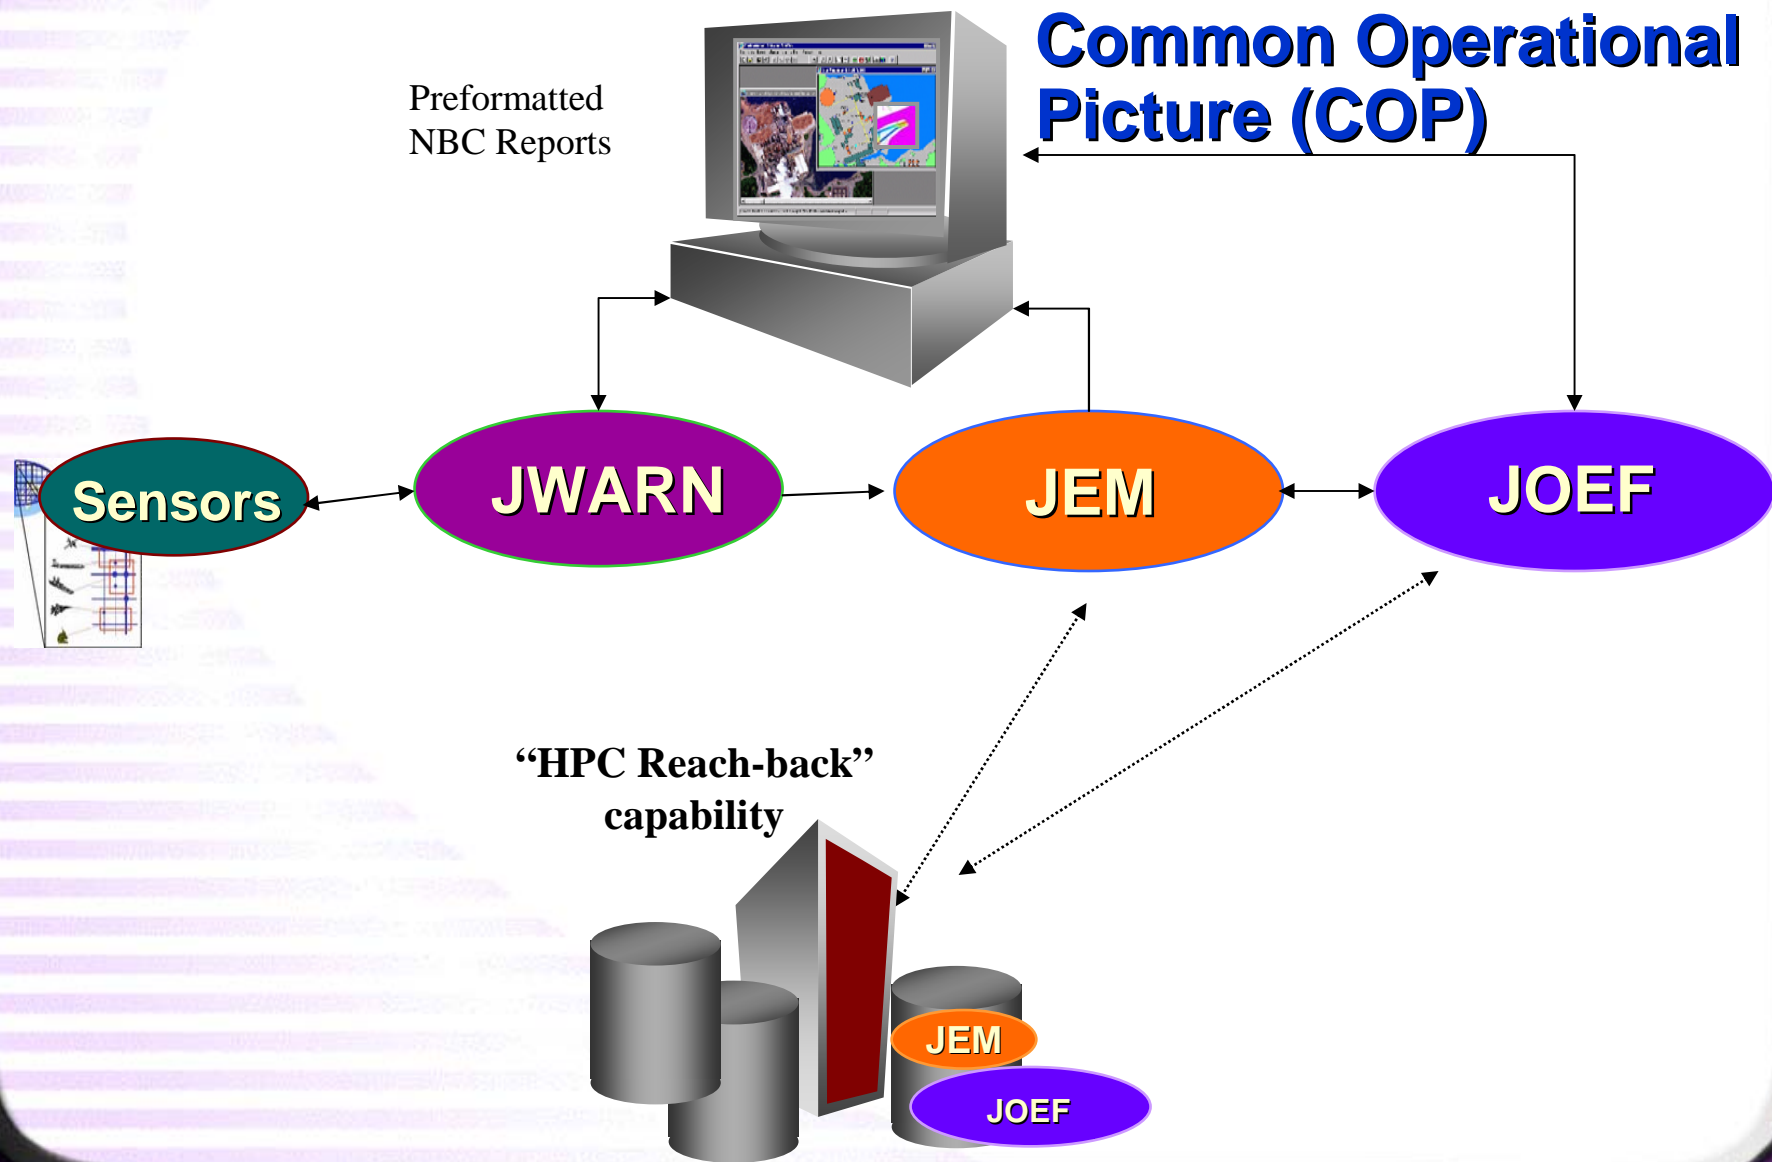 Common Operational
Picture (COP)
Preformatted
NBC Reports
Sensors
JWARN
JEM
JOEF
“HPC Reach-back”
capability
JEM
JOEF